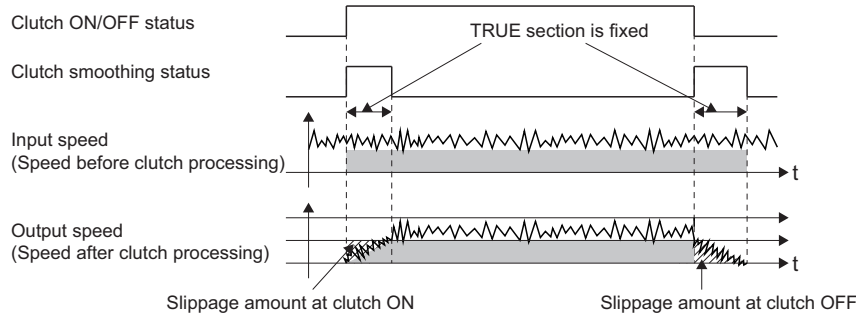 Clutch ON/OFF status
TRUE section is fixed
Clutch smoothing status
Input speed
(Speed before clutch processing)
t
Output speed
(Speed after clutch processing)
t
Slippage amount at clutch ON
Slippage amount at clutch OFF